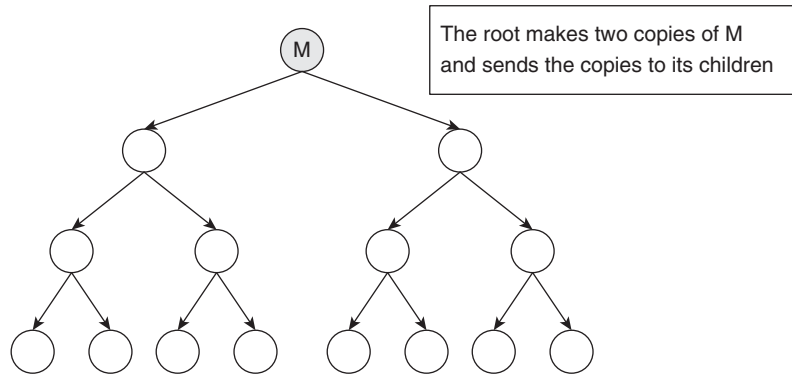 M
The root makes two copies of M
and sends the copies to its children